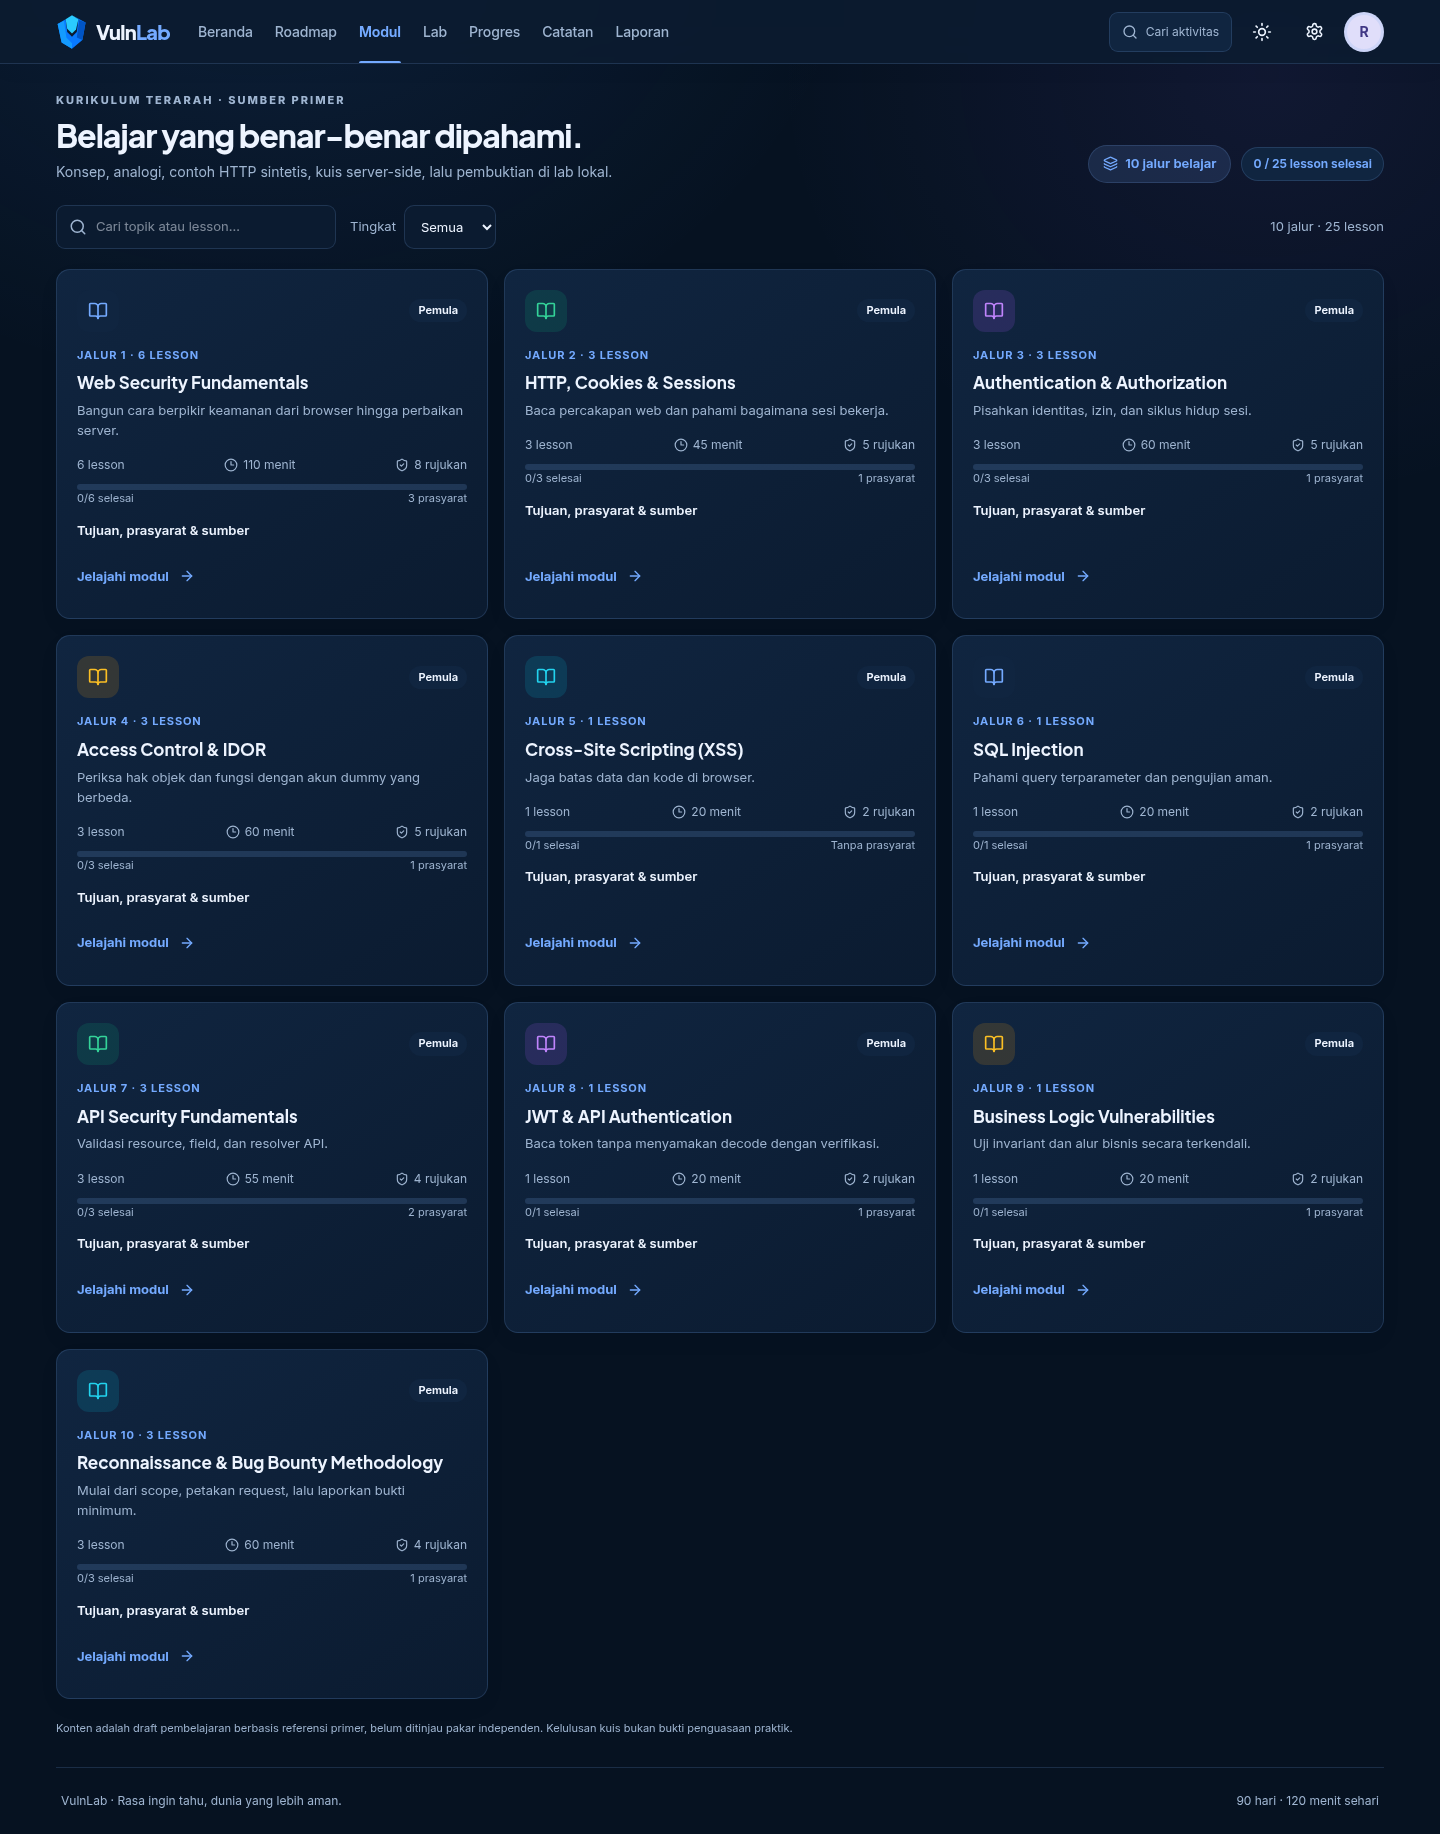 VulnLab
Beranda
Roadmap
Modul
Lab
Progres
Catatan
Laporan
Cari aktivitas
R
KURIKULUM TERARAH · SUMBER PRIMER
Belajar yang benar-benar dipahami.
Konsep, analogi, contoh HTTP sintetis, kuis server-side, lalu pembuktian di lab lokal.
10 jalur belajar
0 / 25 lesson selesai
Cari topik atau lesson...
Tingkat
Semua
10 jalur · 25 lesson
Pemula
JALUR 1 · 6 LESSON
Web Security Fundamentals
Bangun cara berpikir keamanan dari browser hingga perbaikan
server.
6 lesson
110 menit
8 rujukan
0/6 selesai
3 prasyarat
Tujuan, prasyarat & sumber
Jelajahi modul
Pemula
JALUR 2 · 3 LESSON
HTTP, Cookies & Sessions
Baca percakapan web dan pahami bagaimana sesi bekerja.
3 lesson
45 menit
5 rujukan
0/3 selesai
1 prasyarat
Tujuan, prasyarat & sumber
Jelajahi modul
Pemula
JALUR 3 · 3 LESSON
Authentication & Authorization
Pisahkan identitas, izin, dan siklus hidup sesi.
3 lesson
60 menit
5 rujukan
0/3 selesai
1 prasyarat
Tujuan, prasyarat & sumber
Jelajahi modul
Pemula
JALUR 4 · 3 LESSON
Access Control & IDOR
Periksa hak objek dan fungsi dengan akun dummy yang
berbeda.
3 lesson
60 menit
5 rujukan
0/3 selesai
1 prasyarat
Tujuan, prasyarat & sumber
Jelajahi modul
Pemula
JALUR 5 · 1 LESSON
Cross-Site Scripting (XSS)
Jaga batas data dan kode di browser.
1 lesson
20 menit
2 rujukan
0/1 selesai
Tanpa prasyarat
Tujuan, prasyarat & sumber
Jelajahi modul
Pemula
JALUR 6 · 1 LESSON
SQL Injection
Pahami query terparameter dan pengujian aman.
1 lesson
20 menit
2 rujukan
0/1 selesai
1 prasyarat
Tujuan, prasyarat & sumber
Jelajahi modul
Pemula
JALUR 7 · 3 LESSON
API Security Fundamentals
Validasi resource, field, dan resolver API.
3 lesson
55 menit
4 rujukan
0/3 selesai
2 prasyarat
Tujuan, prasyarat & sumber
Jelajahi modul
Pemula
JALUR 8 · 1 LESSON
JWT & API Authentication
Baca token tanpa menyamakan decode dengan verifikasi.
1 lesson
20 menit
2 rujukan
0/1 selesai
1 prasyarat
Tujuan, prasyarat & sumber
Jelajahi modul
Pemula
JALUR 9 · 1 LESSON
Business Logic Vulnerabilities
Uji invariant dan alur bisnis secara terkendali.
1 lesson
20 menit
2 rujukan
0/1 selesai
1 prasyarat
Tujuan, prasyarat & sumber
Jelajahi modul
Pemula
JALUR 10 · 3 LESSON
Reconnaissance & Bug Bounty Methodology
Mulai dari scope, petakan request, lalu laporkan bukti
minimum.
3 lesson
60 menit
4 rujukan
0/3 selesai
1 prasyarat
Tujuan, prasyarat & sumber
Jelajahi modul
Konten adalah draft pembelajaran berbasis referensi primer, belum ditinjau pakar independen. Kelulusan kuis bukan bukti penguasaan praktik.
VulnLab · Rasa ingin tahu, dunia yang lebih aman.
90 hari · 120 menit sehari